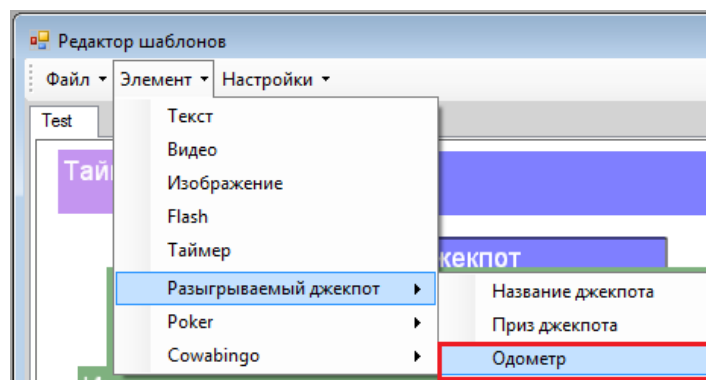 Редактор шаблонов
Файл Элемент Настройки
Test
Текст
Видео
Изображение
Flash
Таймер
Разыгрываемый джекпот
Poker
Cowabingo
Название джекпота
Приз джекпота
Одометр